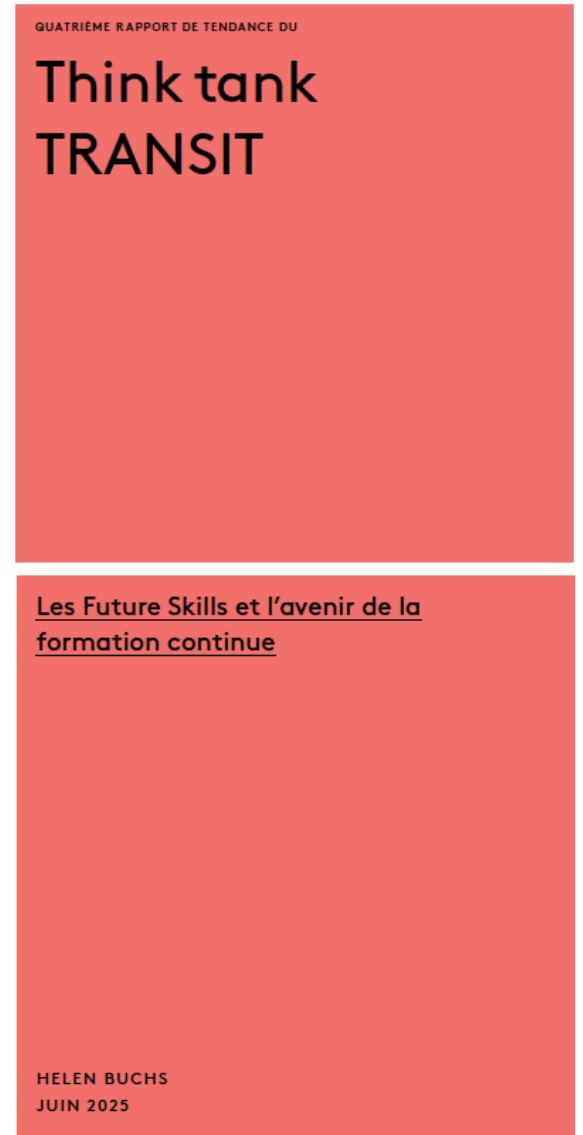 QUATRIÈME RAPPORT DE TENDANCE DU
Think tank
TRANSIT
Les Future Skills et l’avenir de la
formation continue
HELEN BUCHS
JUIN 2025